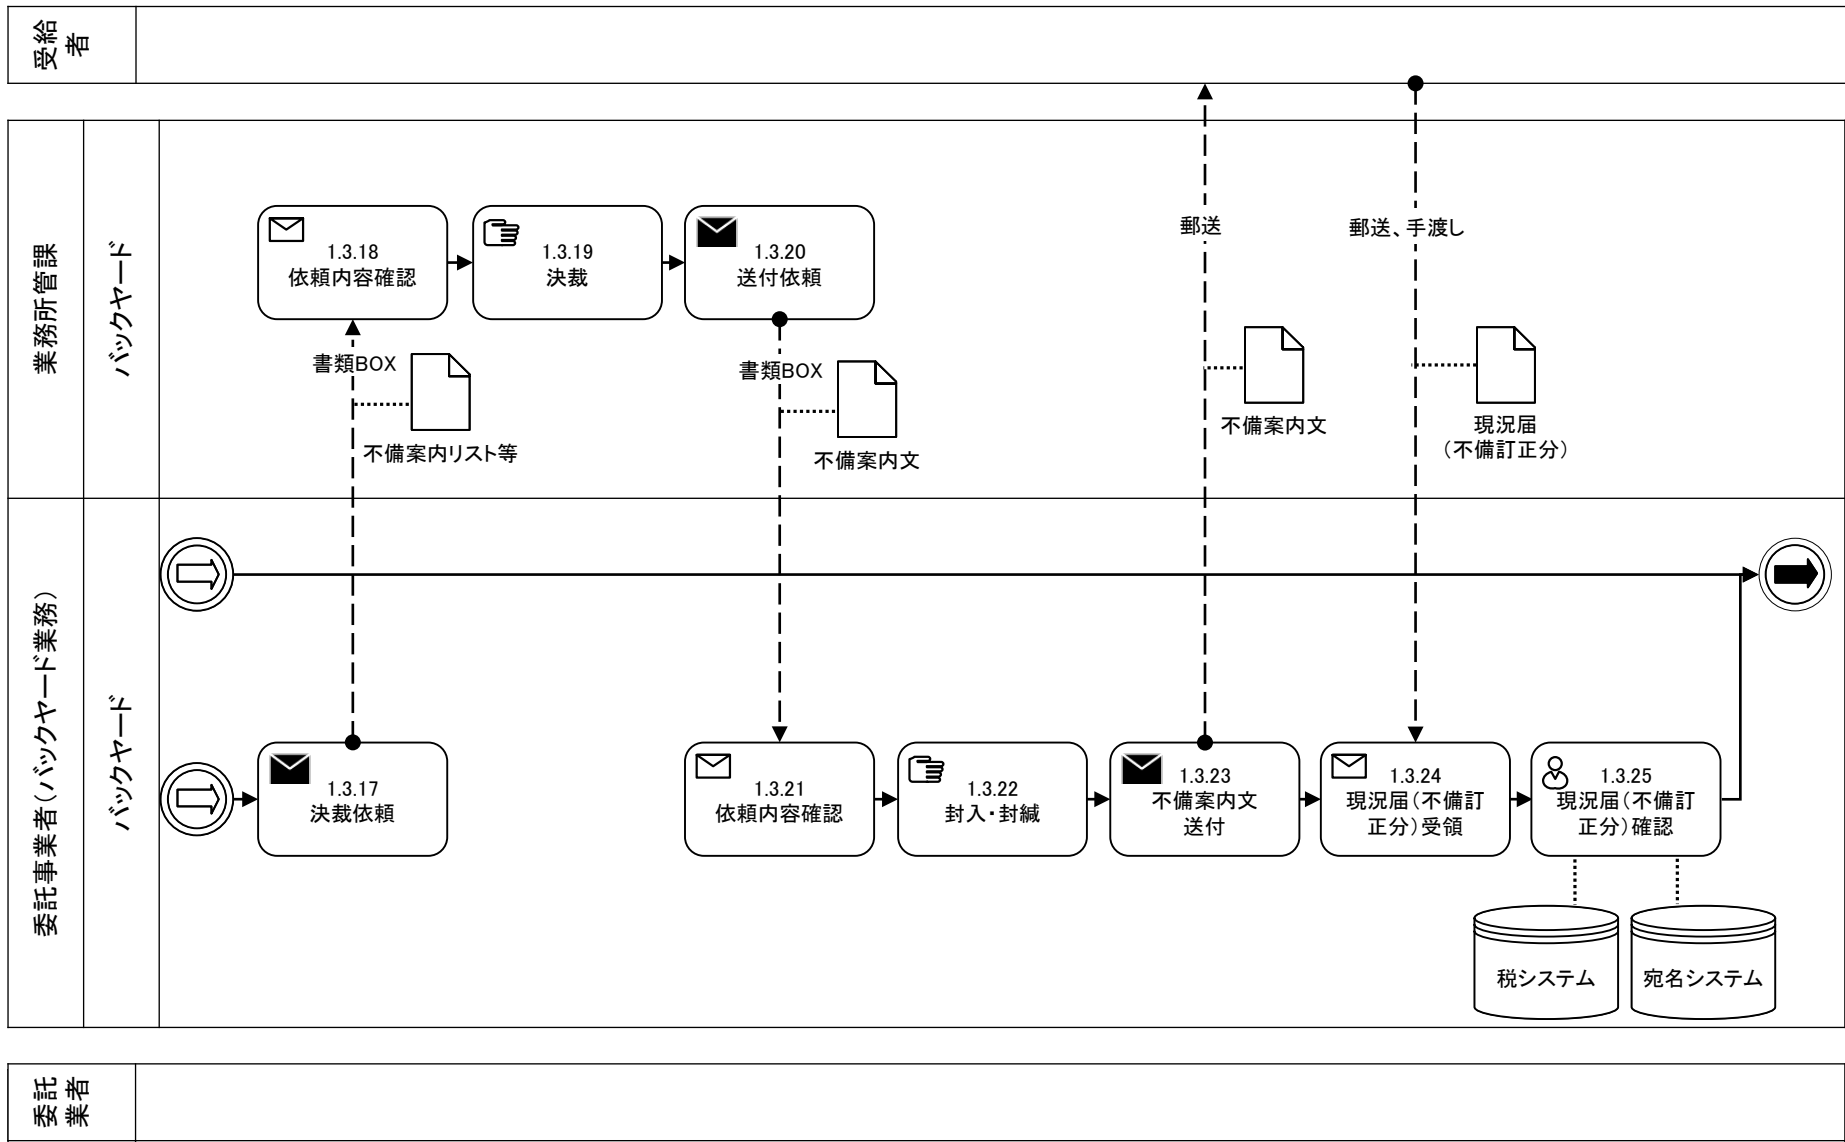 受給
者
業務所管課
バックヤード
1.3.18
依頼内容確認
1.3.19
決裁
1.3.20
送付依頼
書類BOX
不備案内リスト等
書類BOX
不備案内文
郵送
不備案内文
郵送、手渡し
現況届
(不備訂正分)
委託事業者(バックヤード業務)
バックヤード
1.3.17
決裁依頼
1.3.21
依頼内容確認
1.3.22
封入・封緘
1.3.23
不備案内文
送付
1.3.24
現況届(不備訂
正分)受領
1.3.25
現況届(不備訂
正分)確認
税システム
宛名システム
委託
業者